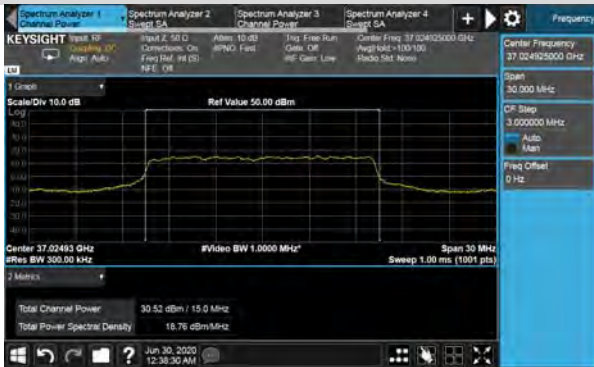 Spectrum Analyzer 1
Channel Power
Spectrum Analyzer 2
Swept SA
Spectrum Analyzer 3
Channel Power
Spectrum Analyzer 4
Swept SA
+
Frequency
KEYSIGHT Input: RF
Coupling: DC
Align: Auto
Input Z: 50 Ω
Corrections: On
Freq Ref: Int (S)
NFE: Off
Atten: 10 dB
#PNO: Fast
Trig: Free Run
Gate: Off
#IF Gain: Low
Center Freq: 37.024925000 GHz
Avg|Hold:>100/100
Radio Std: None
Center Frequency
37.024925000 GHz
Span
30.000 MHz
CF Step
3.000000 MHz
Auto
Man
Freq Offset
0 Hz
1 Graph
Scale/Div 10.0 dB
Ref Value 50.00 dBm
Log
Center 37.02493 GHz
#Res BW 300.00 kHz
#Video BW 1.0000 MHz*
Span 30 MHz
Sweep 1.00 ms (1001 pts)
2 Metrics
Total Channel Power 30.52 dBm / 15.0 MHz
Total Power Spectral Density 18.76 dBm/MHz
?
Jun 30, 2020
12:38:30 AM